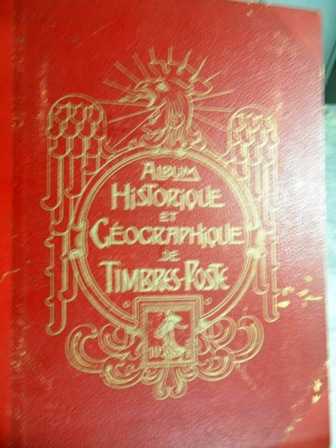 ALBUM
HISTORIQUE
ET
GÉOGRAPHIQUE
DE
TIMBRES-POSTE